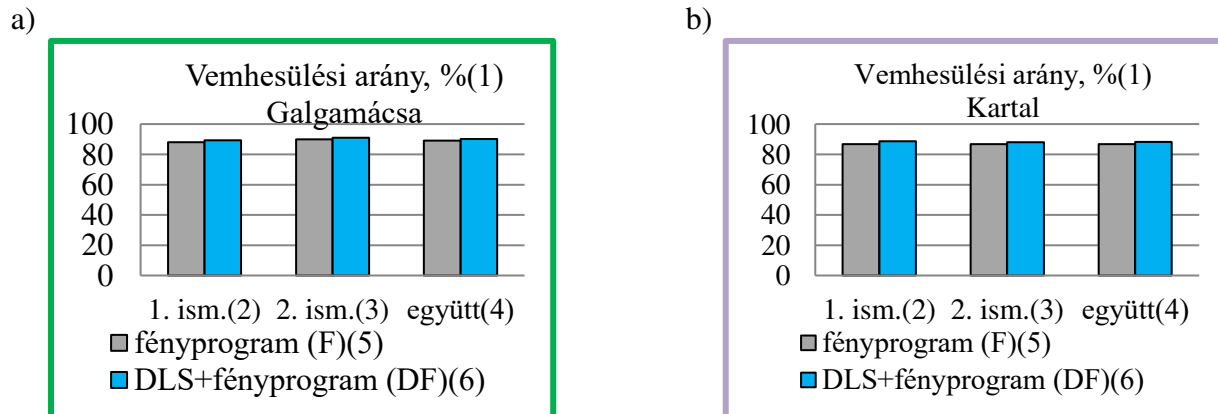 a)
Vemhesülési arány, %(1)
Galgamácsa
100
80
60
40
20
0
1. ism.(2) 2. ism.(3) együtt(4)
fényprogram (F)(5)
DLS+fényprogram (DF)(6)
b)
Vemhesülési arány, %(1)
Kartal
100
80
60
40
20
0
1. ism.(2) 2. ism.(3) együtt(4)
fényprogram (F)(5)
DLS+fényprogram (DF)(6)